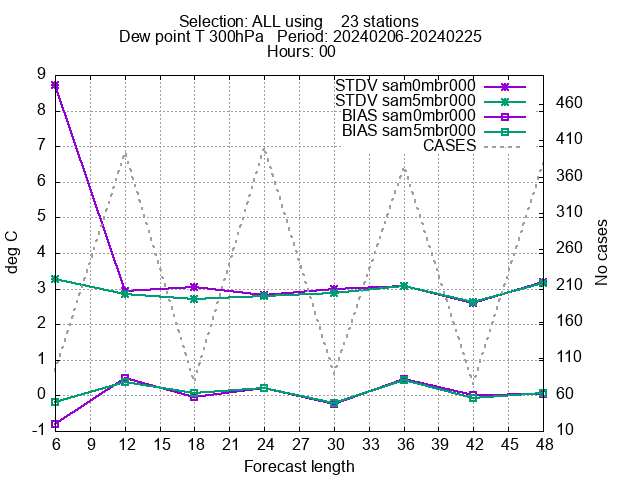 Selection: ALL using    23 stations
Dew point T 300hPa   Period: 20240206-20240225
Hours: 00
STDV sam0mbr000
STDV sam5mbr000
BIAS sam0mbr000
BIAS sam5mbr000
CASES
deg C
9
8
7
6
5
4
3
2
1
0
-1
No cases
460
410
360
310
260
210
160
110
60
10
6 9 12 15 18 21 24 27 30 33 36 39 42 45 48
Forecast length